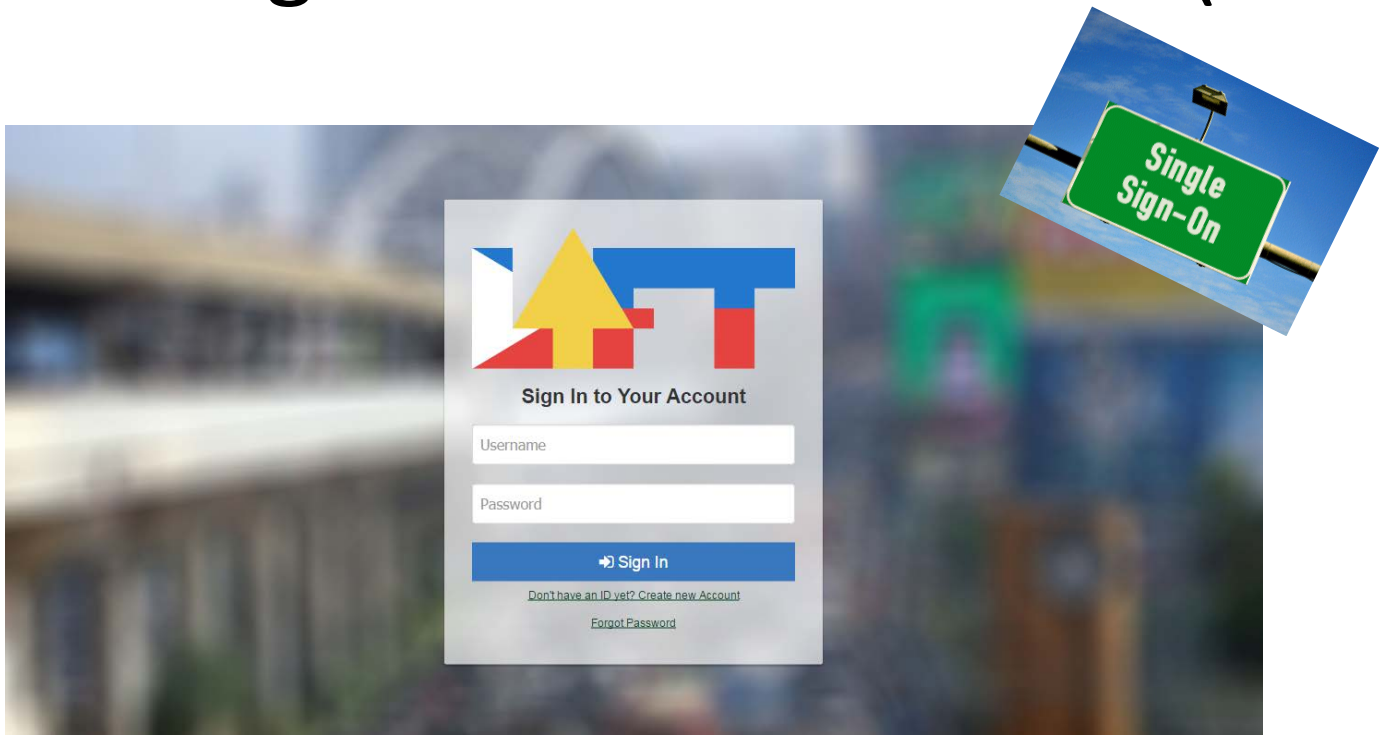 Single
Sign-On
Sign In to Your Account
Username
Password
Sign In
Don't have an ID yet? Create new Account
Forgot Password